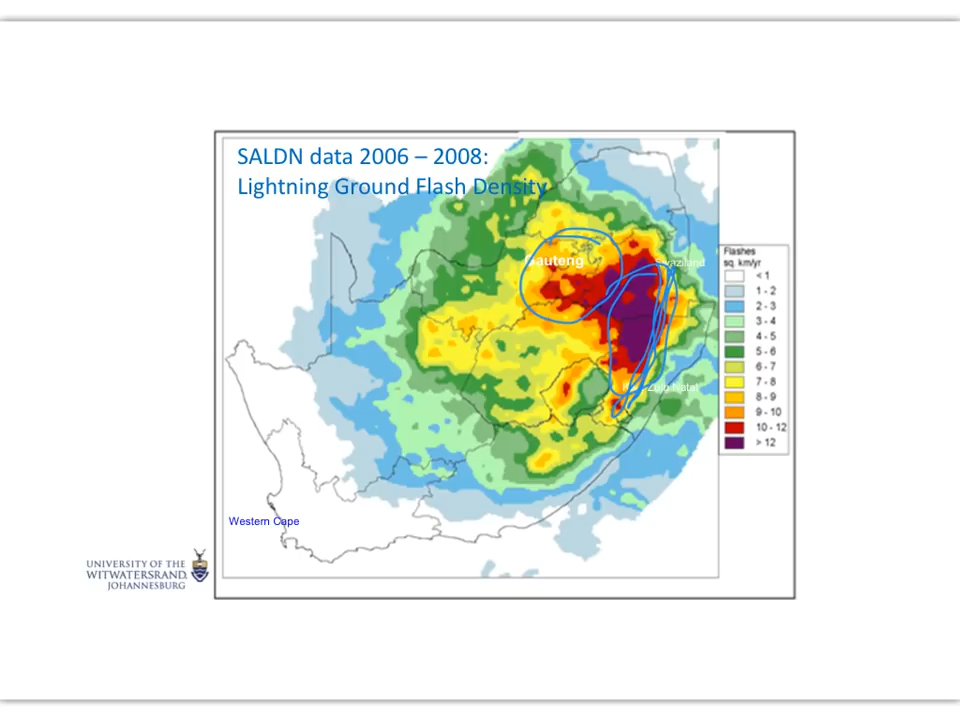 SALDN data 2006 – 2008:
Lightning Ground Flash Density
Gauteng
Swaziland
Zulu Natal
Western Cape
Flashes
sq. km/yr
< 1
1 - 2
2 - 3
3 - 4
4 - 5
5 - 6
6 - 7
7 - 8
8 - 9
9 - 10
10 - 12
> 12
UNIVERSITY OF THE
WITWATERSRAND,
JOHANNESBURG